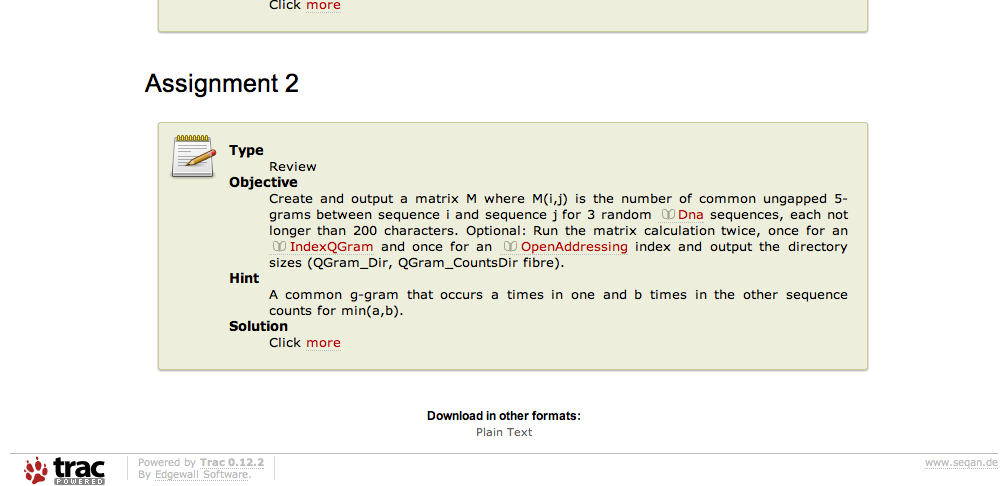 Click more
Assignment 2
Type
Review
Objective
Create and output a matrix M where M(i,j) is the number of common ungapped 5-
grams between sequence i and sequence j for 3 random Dna sequences, each not
longer than 200 characters. Optional: Run the matrix calculation twice, once for an
IndexQGram and once for an OpenAddressing index and output the directory
sizes (QGram_Dir, QGram_CountsDir fibre).
Hint
A common g-gram that occurs a times in one and b times in the other sequence
counts for min(a,b).
Solution
Click more
Download in other formats:
Plain Text
trac
POWERED
Powered by Trac 0.12.2
By Edgewall Software.
www.seqan.de